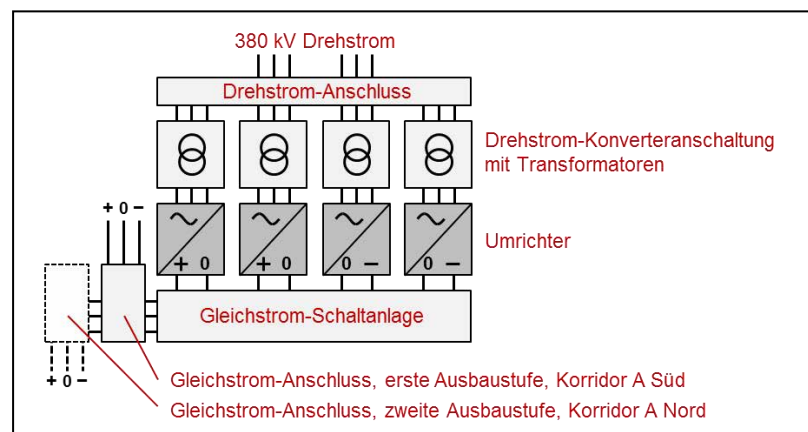 380 kV Drehstrom
Drehstrom-Anschluss
Drehstrom-Konverteranschaltung
mit Transformatoren
+ 0 −
Umrichter
+ 0
+ 0
0 −
0 −
Gleichstrom-Schaltanlage
+ 0 −
Gleichstrom-Anschluss, erste Ausbaustufe, Korridor A Süd
Gleichstrom-Anschluss, zweite Ausbaustufe, Korridor A Nord